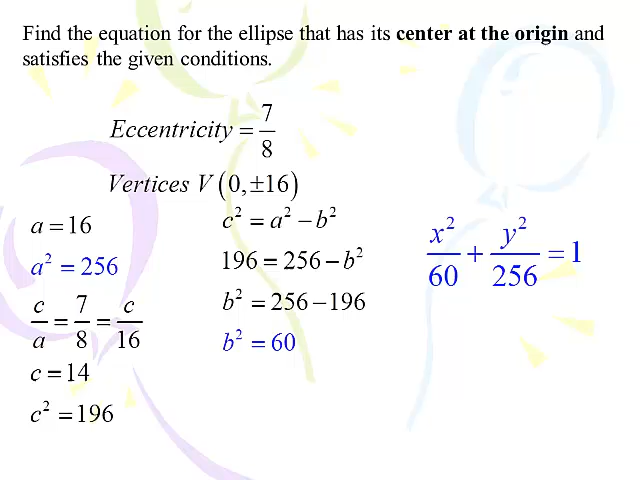 Find the equation for the ellipse that has its center at the origin and
satisfies the given conditions.
Eccentricity = 7/8
Vertices V (0, ±16)
a = 16
a² = 256
c/a = 7/8 = c/16
c = 14
c² = 196
c² = a² − b²
196 = 256 − b²
b² = 256 − 196
b² = 60
x²/60 + y²/256 = 1